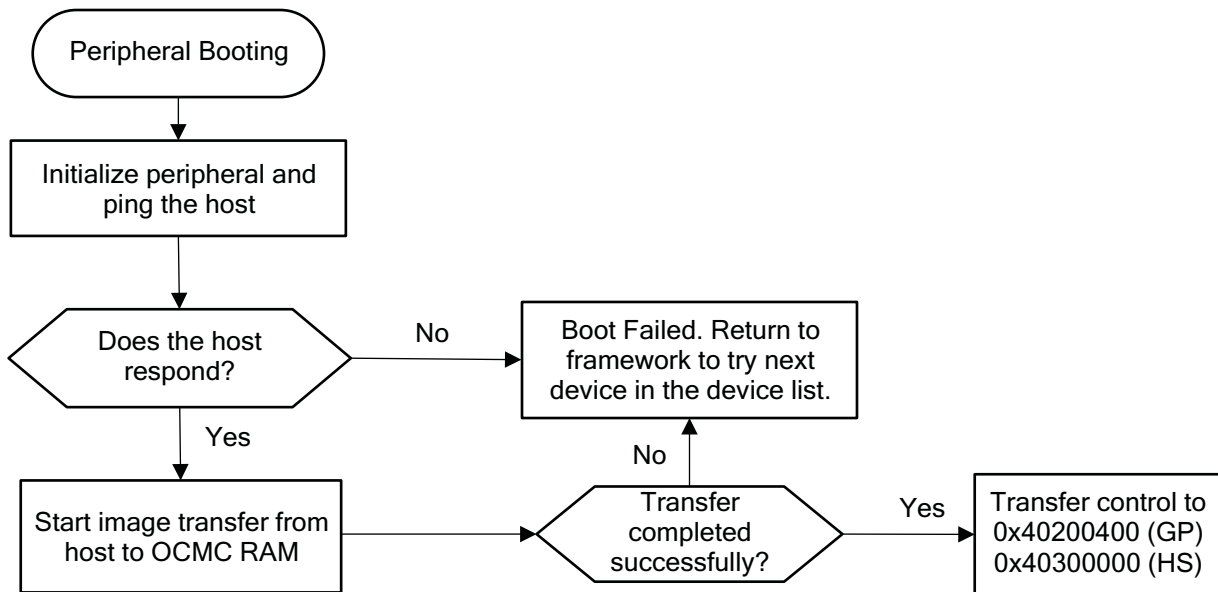 Peripheral Booting
Initialize peripheral and
ping the host
Does the host
respond?
No
Boot Failed. Return to
framework to try next
device in the device list.
Yes
No
Start image transfer from
host to OCMC RAM
Transfer
completed
successfully?
Yes
Transfer control to
0x40200400 (GP)
0x40300000 (HS)